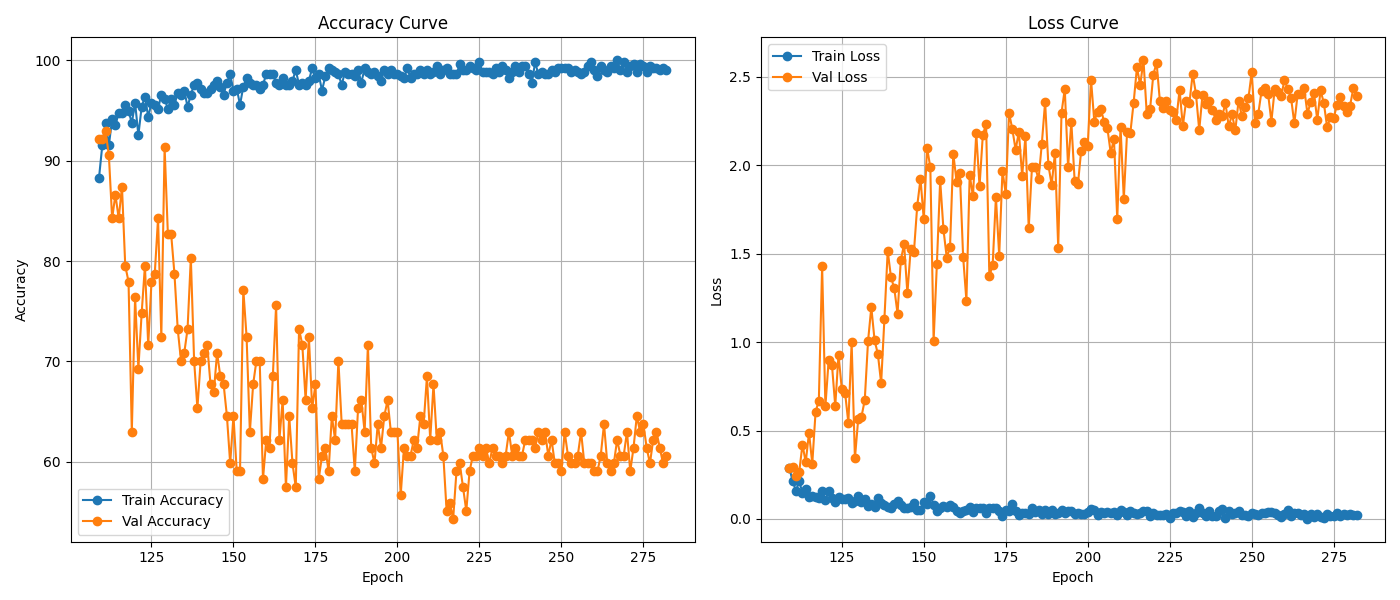 Accuracy Curve
100
90
80
70
60
Accuracy
Train Accuracy
Val Accuracy
125 150 175 200 225 250 275
Epoch
Loss Curve
Train Loss
Val Loss
2.5
2.0
1.5
1.0
0.5
0.0
Loss
125 150 175 200 225 250 275
Epoch